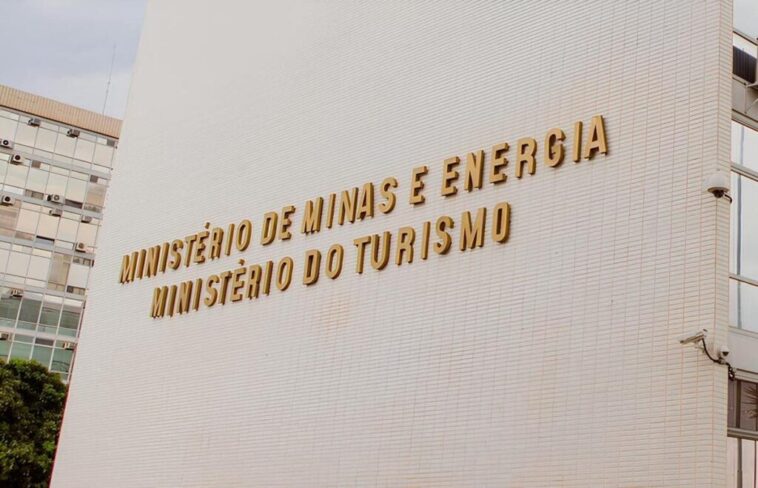 MINISTÉRIO DE MINAS E ENERGIA
MINISTÉRIO DO TURISMO